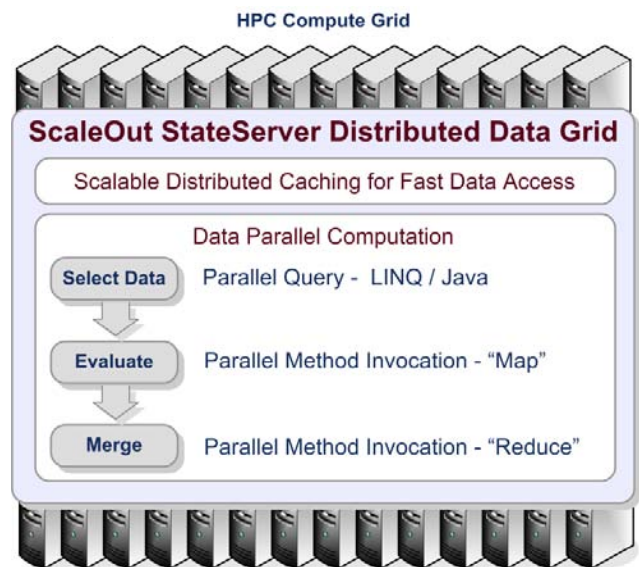 HPC Compute Grid
ScaleOut StateServer Distributed Data Grid
Scalable Distributed Caching for Fast Data Access
Data Parallel Computation
Select Data Parallel Query - LINQ / Java
Evaluate Parallel Method Invocation - “Map”
Merge Parallel Method Invocation - “Reduce”